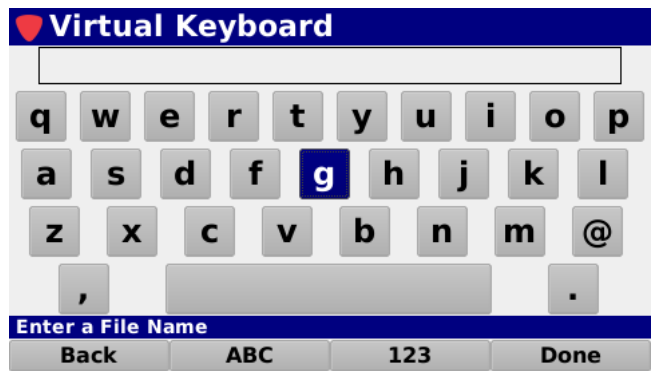 Virtual Keyboard
q w e r t y u i o p
a s d f g h j k l
z x c v b n m @
, .
Enter a File Name
Back ABC 123 Done